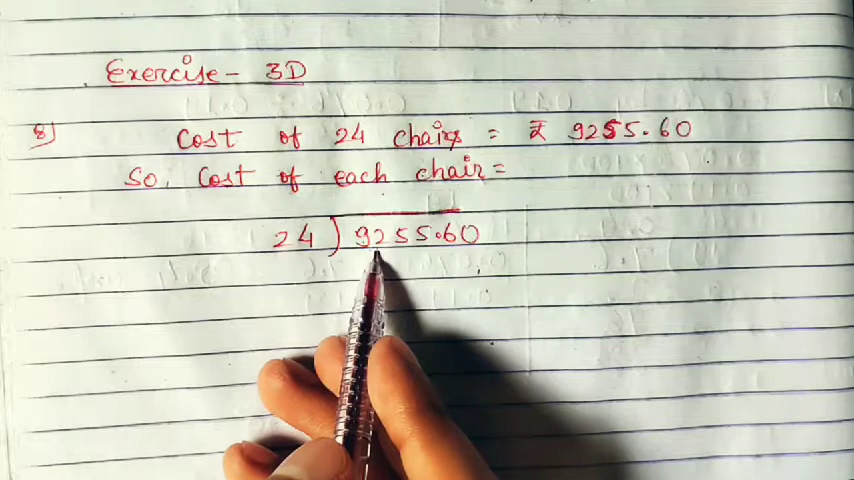 Exercise - 3D
8) Cost of 24 chairs = ₹ 9255.60
So, Cost of each chair =
24 ) 9255.60